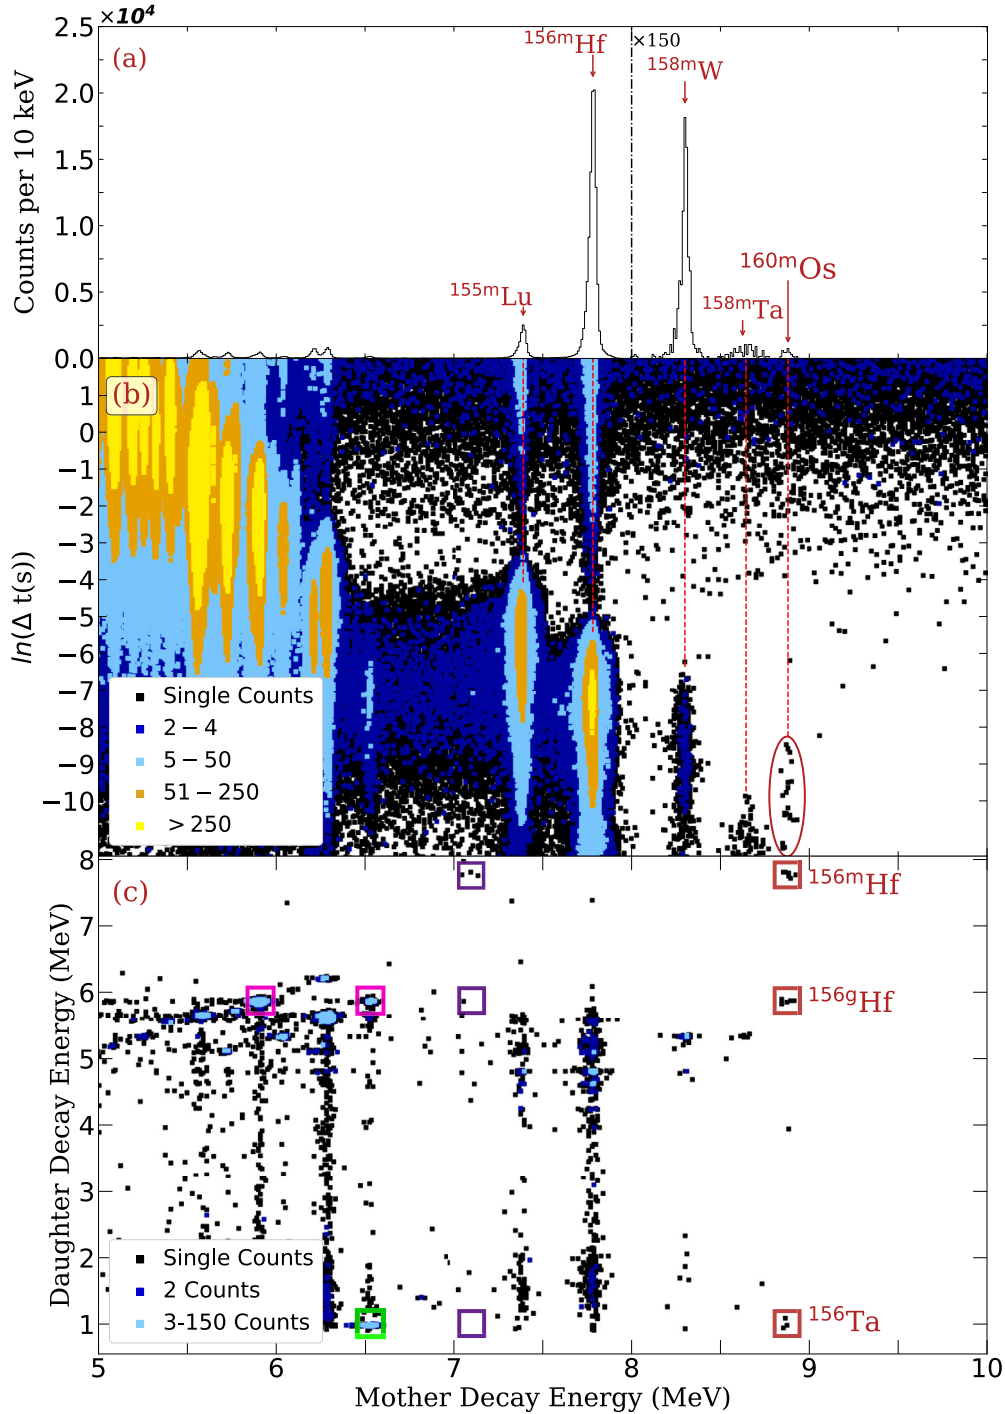 ×10⁴
2.5
2.0
1.5
1.0
0.5
0.0
Counts per 10 keV
(a)
¹⁵⁶ᵐHf
×150
¹⁵⁸ᵐW
¹⁵⁵ᵐLu
¹⁶⁰ᵐOs
¹⁵⁸ᵐTa
(b)
1
0
−1
−2
−3
−4
−5
−6
−7
−8
−9
−10
ln(Δ t(s))
Single Counts
2 − 4
5 − 50
51 − 250
> 250
(c)
8
7
6
5
4
3
2
1
Daughter Decay Energy (MeV)
¹⁵⁶ᵐHf
¹⁵⁶ᵍHf
¹⁵⁶Ta
Single Counts
2 Counts
3-150 Counts
5 6 7 8 9 10
Mother Decay Energy (MeV)